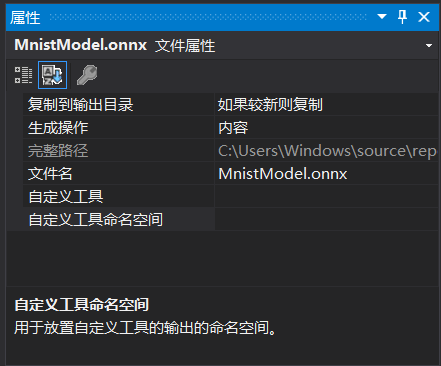 属性
MnistModel.onnx 文件属性
复制到输出目录 如果较新则复制
生成操作 内容
完整路径 C:\Users\Windows\source\rep
文件名 MnistModel.onnx
自定义工具
自定义工具命名空间
自定义工具命名空间
用于放置自定义工具的输出的命名空间。